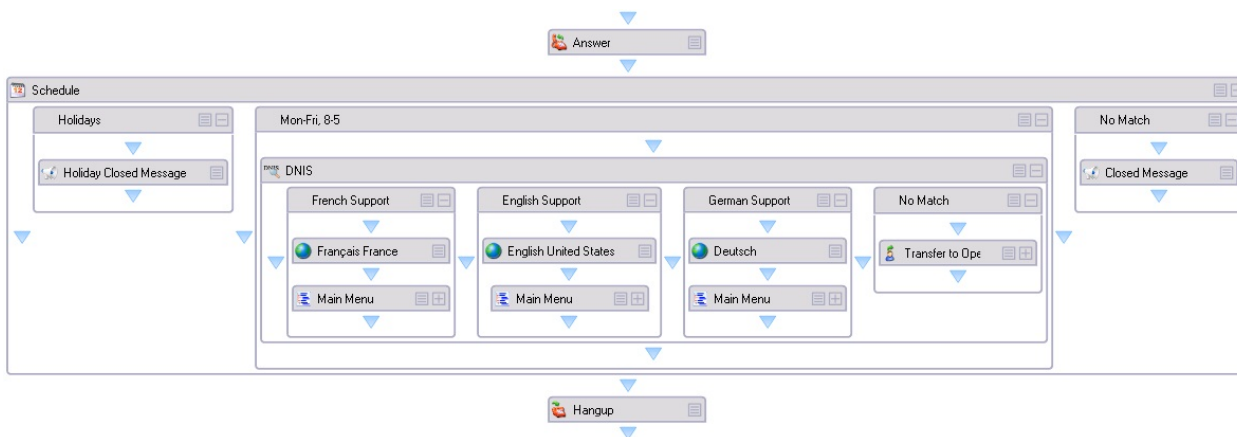 Answer
Schedule
Holidays
Mon-Fri, 8-5
No Match
Holiday Closed Message
DNIS
DNIS
Closed Message
French Support
English Support
German Support
No Match
Français France
English United States
Deutsch
Transfer to Ope
Main Menu
Main Menu
Main Menu
Hangup